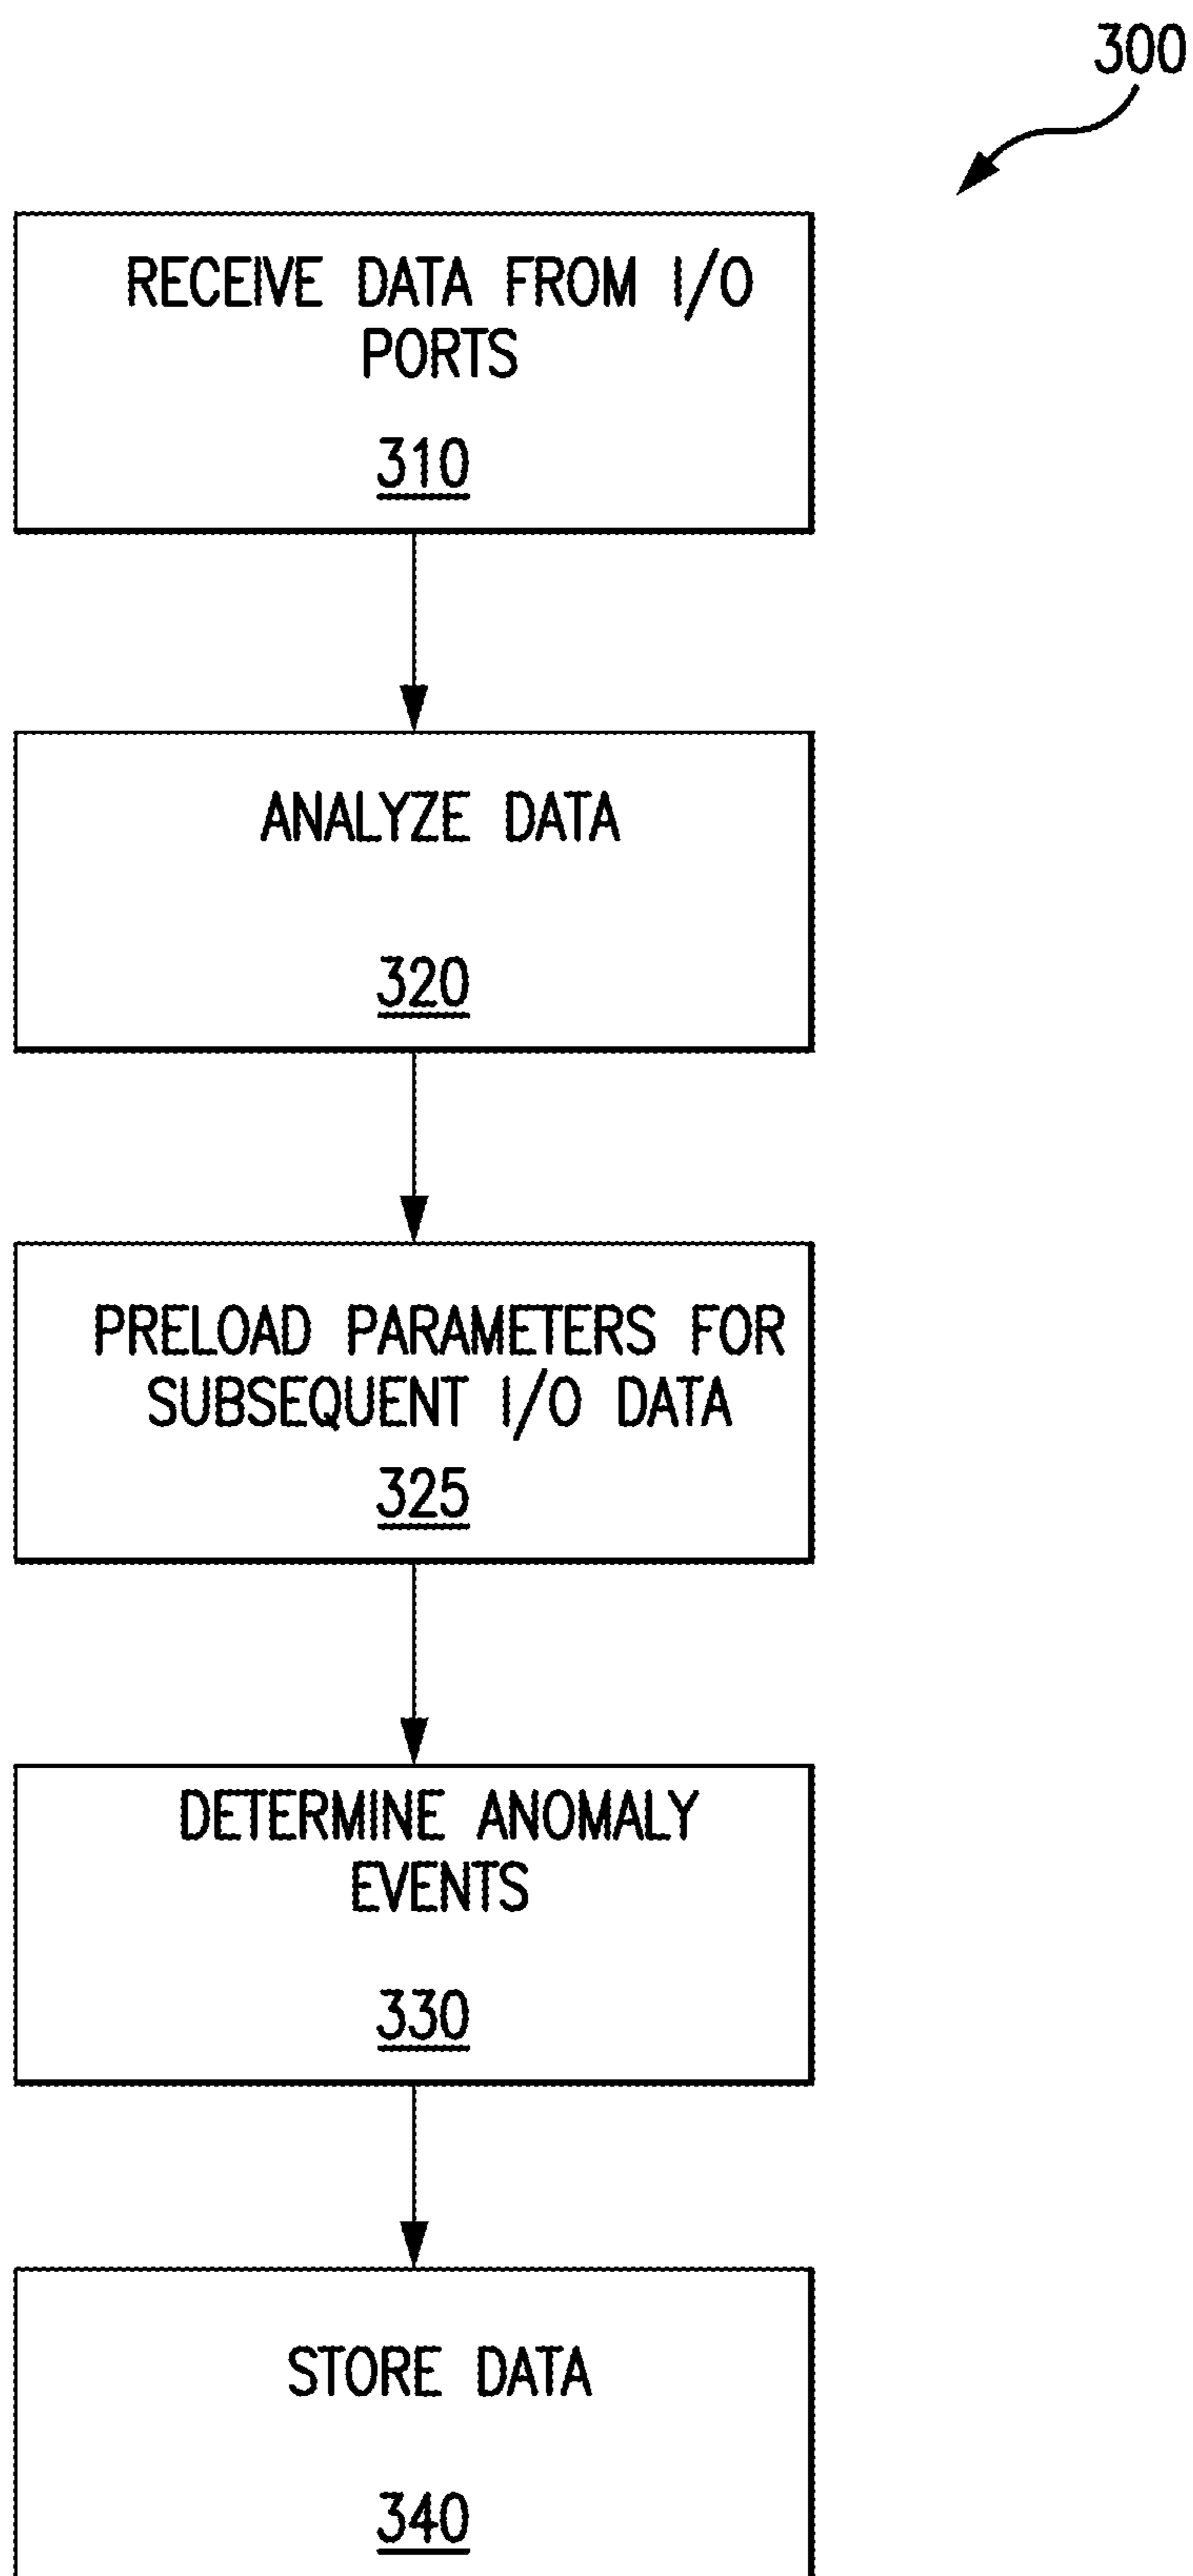 300
RECEIVE DATA FROM I/O
PORTS
310
ANALYZE DATA
320
PRELOAD PARAMETERS FOR
SUBSEQUENT I/O DATA
325
DETERMINE ANOMALY
EVENTS
330
STORE DATA
340